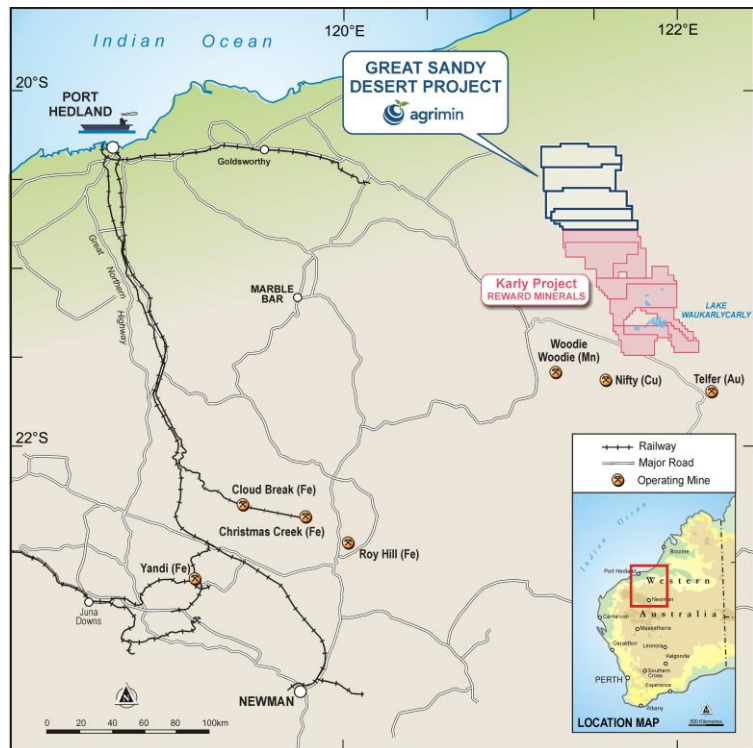 120°E
122°E
Indian Ocean
20°S
PORT
HEDLAND
GREAT SANDY
DESERT PROJECT
agrimin
Goldsworthy
Great Northern Highway
MARBLE
BAR
Karly Project
REWARD MINERALS
LAKE
WAUKARLYCARLY
Woodie
Woodie (Mn)
Nifty (Cu)
Telfer (Au)
22°S
Cloud Break (Fe)
Christmas Creek (Fe)
Roy Hill (Fe)
Yandi (Fe)
Juna
Downs
NEWMAN
0 20 40 60 80 100km
Railway
Major Road
Operating Mine
Indian Ocean
Broome
Port Hedland
Western
Newman
Australia
Carnarvon
Meekatharra
Geraldton
Leonora
Kalgoorlie
Southern
Cross
PERTH
Esperance
Albany
LOCATION MAP